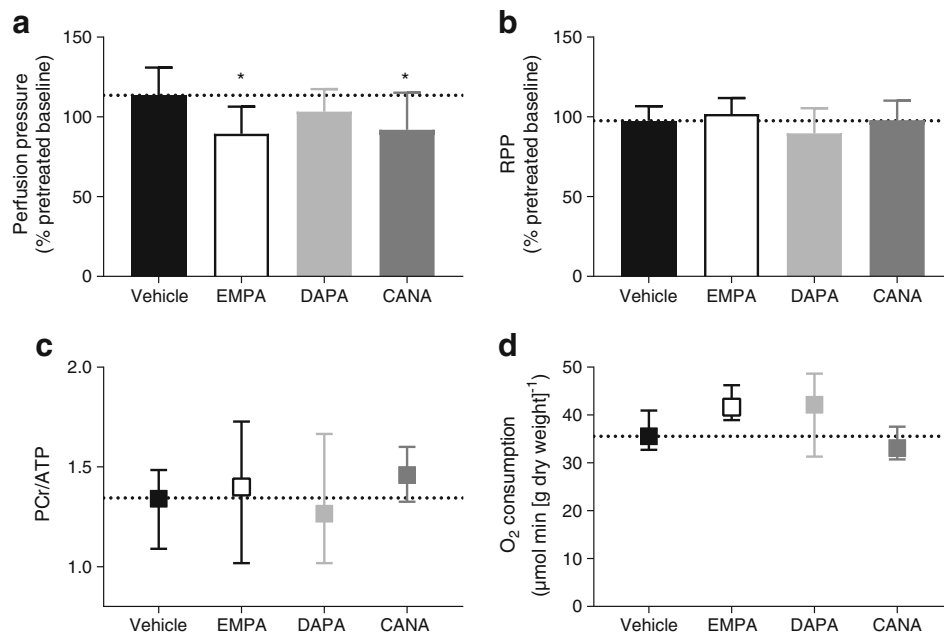 a
Perfusion pressure
(% pretreated baseline)
150
100
50
0
* *
Vehicle EMPA DAPA CANA
b
RPP
(% pretreated baseline)
150
100
50
0
Vehicle EMPA DAPA CANA
c
PCr/ATP
2.0
1.5
1.0
Vehicle EMPA DAPA CANA
d
O₂ consumption
(µmol min [g dry weight]⁻¹)
50
40
30
20
10
0
Vehicle EMPA DAPA CANA